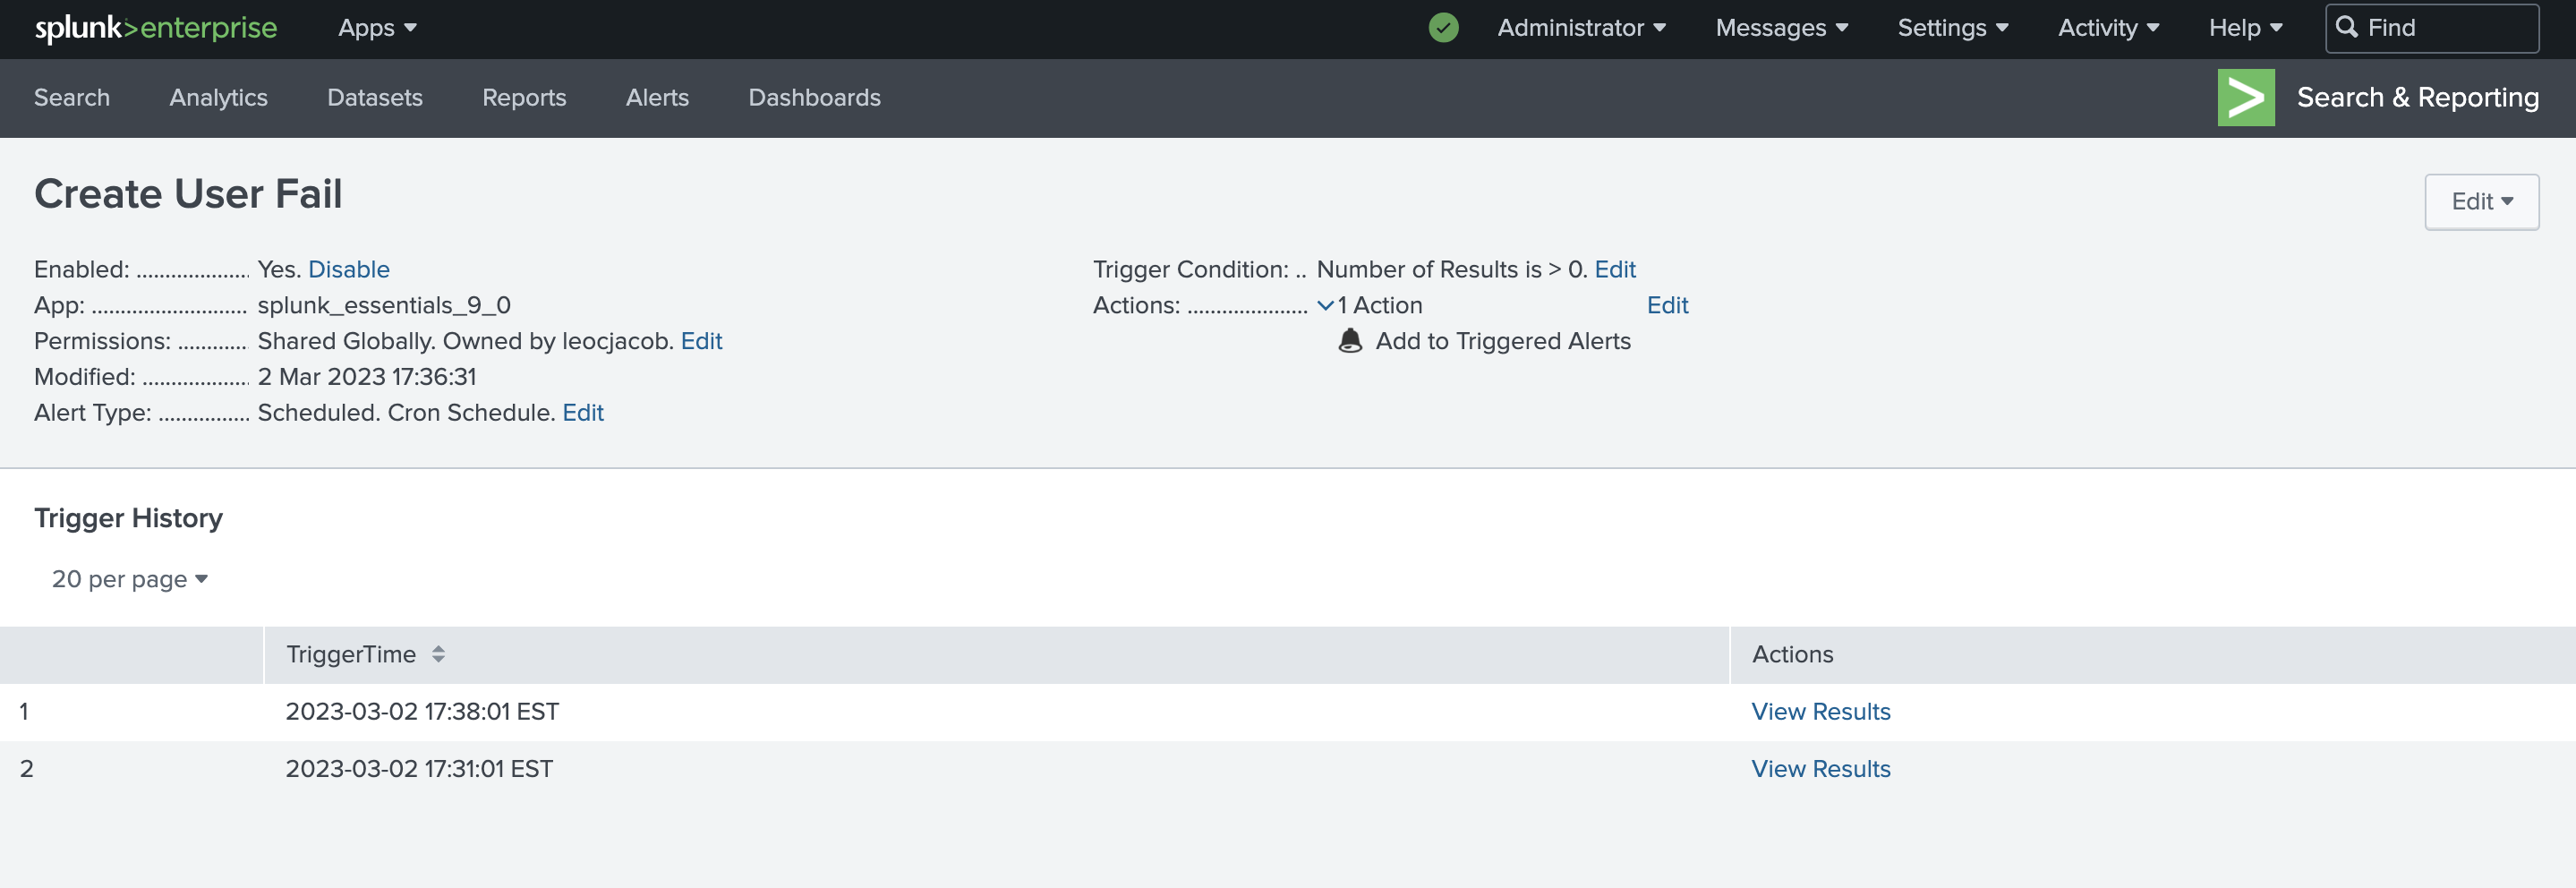 splunk>enterprise Apps Administrator Messages Settings Activity Help Find
Search Analytics Datasets Reports Alerts Dashboards > Search & Reporting
Create User Fail Edit
Enabled: .................... Yes. Disable Trigger Condition: .. Number of Results is > 0. Edit
App: ........................... splunk_essentials_9_0 Actions: ..................... 1 Action Edit
Permissions: ............ Shared Globally. Owned by leocjacob. Edit Add to Triggered Alerts
Modified: ................... 2 Mar 2023 17:36:31
Alert Type: ................ Scheduled. Cron Schedule. Edit
Trigger History
20 per page
TriggerTime Actions
1 2023-03-02 17:38:01 EST View Results
2 2023-03-02 17:31:01 EST View Results